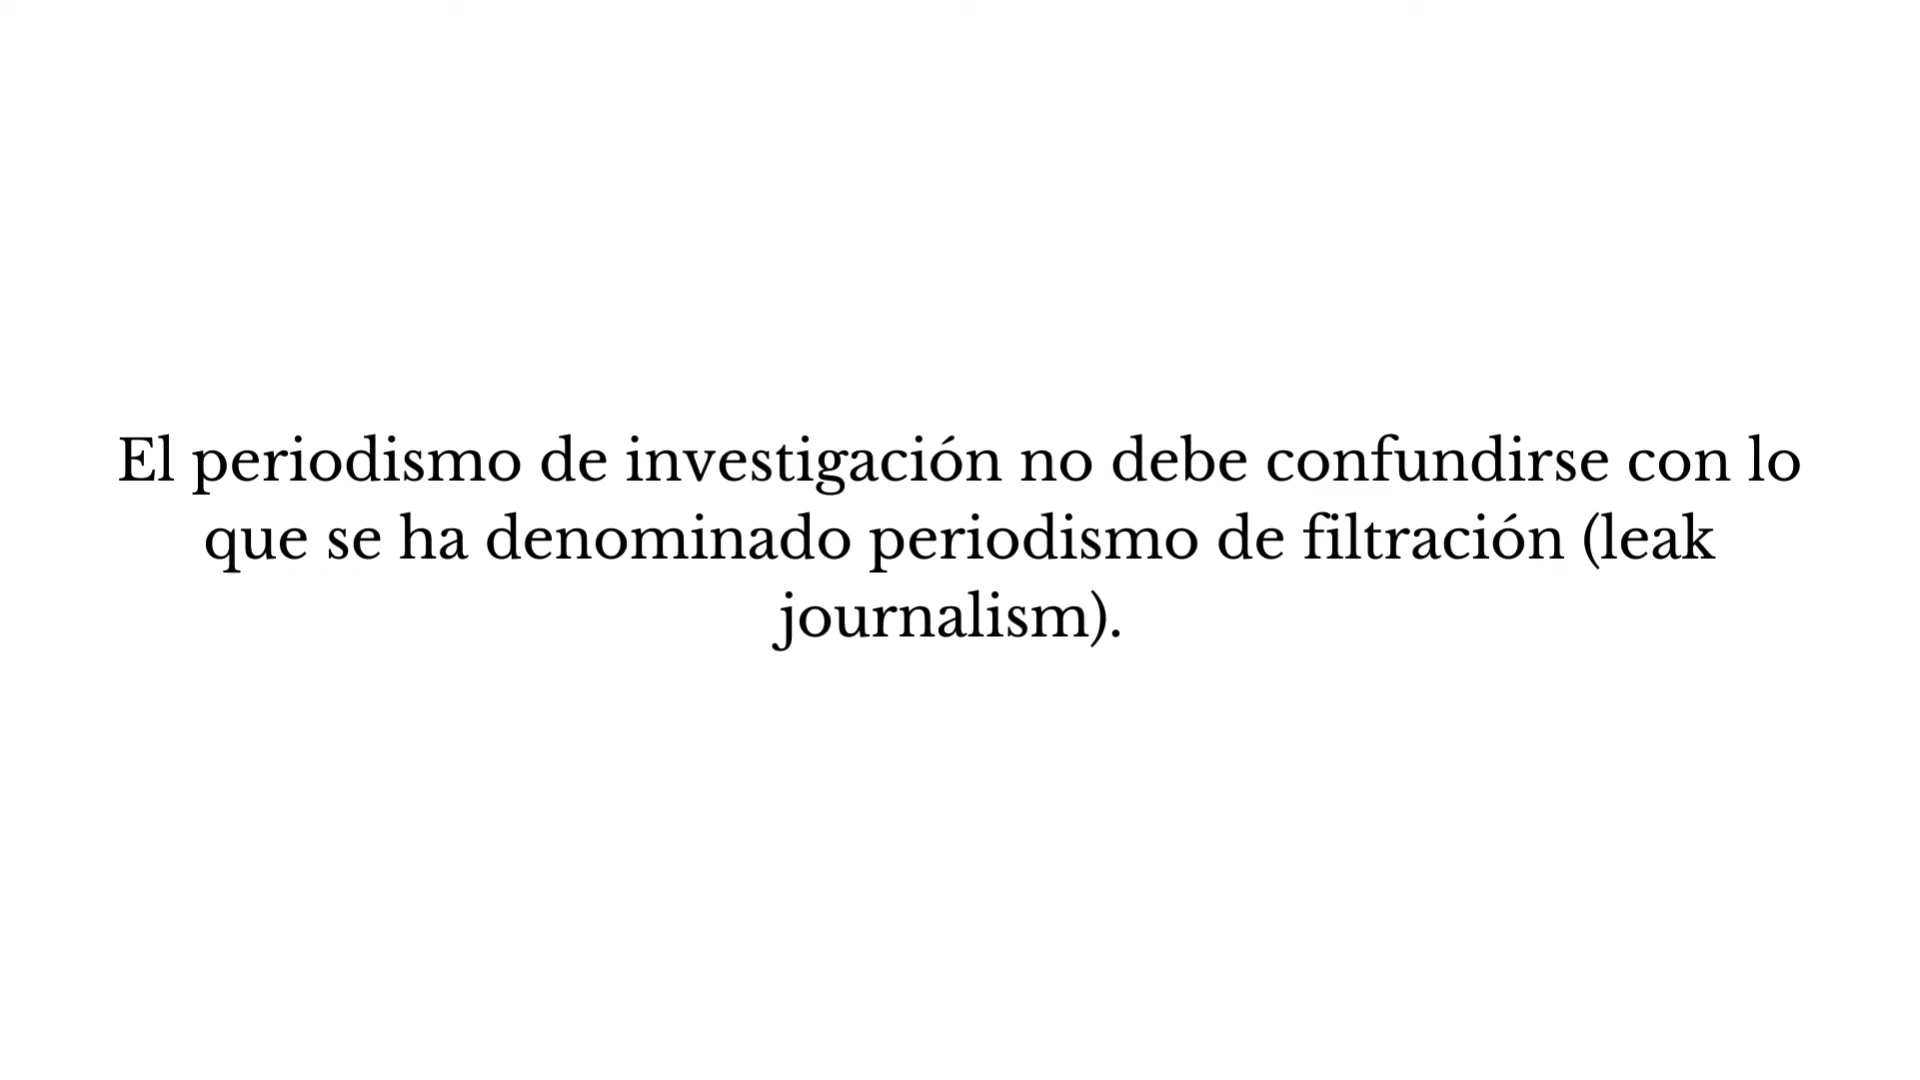 El periodismo de investigación no debe confundirse con lo
que se ha denominado periodismo de filtración (leak
journalism).